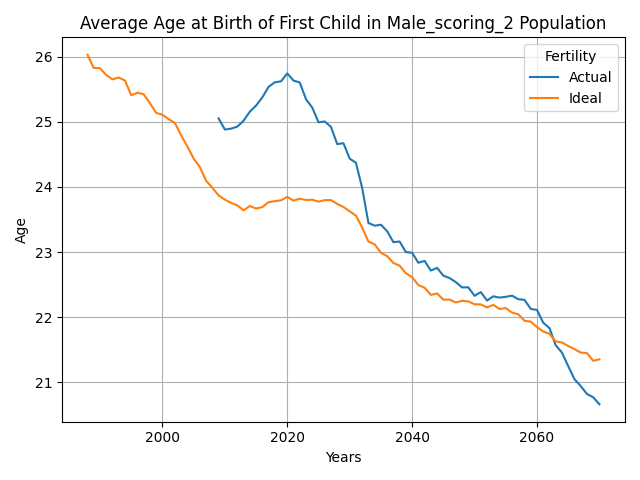 Average Age at Birth of First Child in Male_scoring_2 Population
Fertility
Actual
Ideal
Age
26
25
24
23
22
21
2000
2020
2040
2060
Years